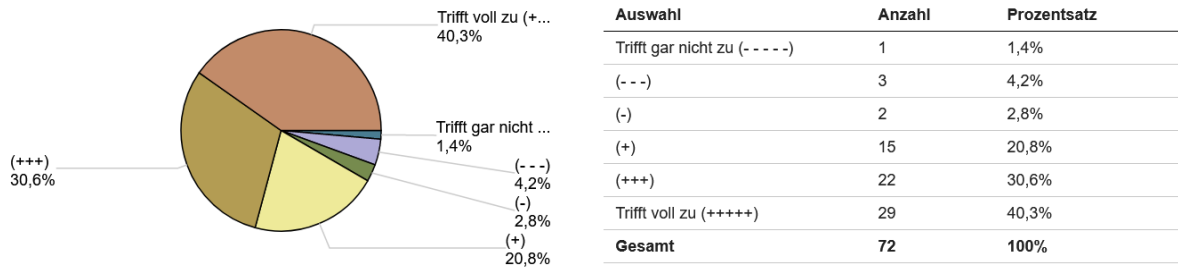 Trifft voll zu (+...
40,3%
Trifft gar nicht ...
1,4%
(+++)
30,6%
(- - -)
4,2%
(-)
2,8%
(+)
20,8%
Auswahl Anzahl Prozentsatz
Trifft gar nicht zu (- - - - -) 1 1,4%
(- - -) 3 4,2%
(-) 2 2,8%
(+) 15 20,8%
(+++) 22 30,6%
Trifft voll zu (+++++) 29 40,3%
Gesamt 72 100%